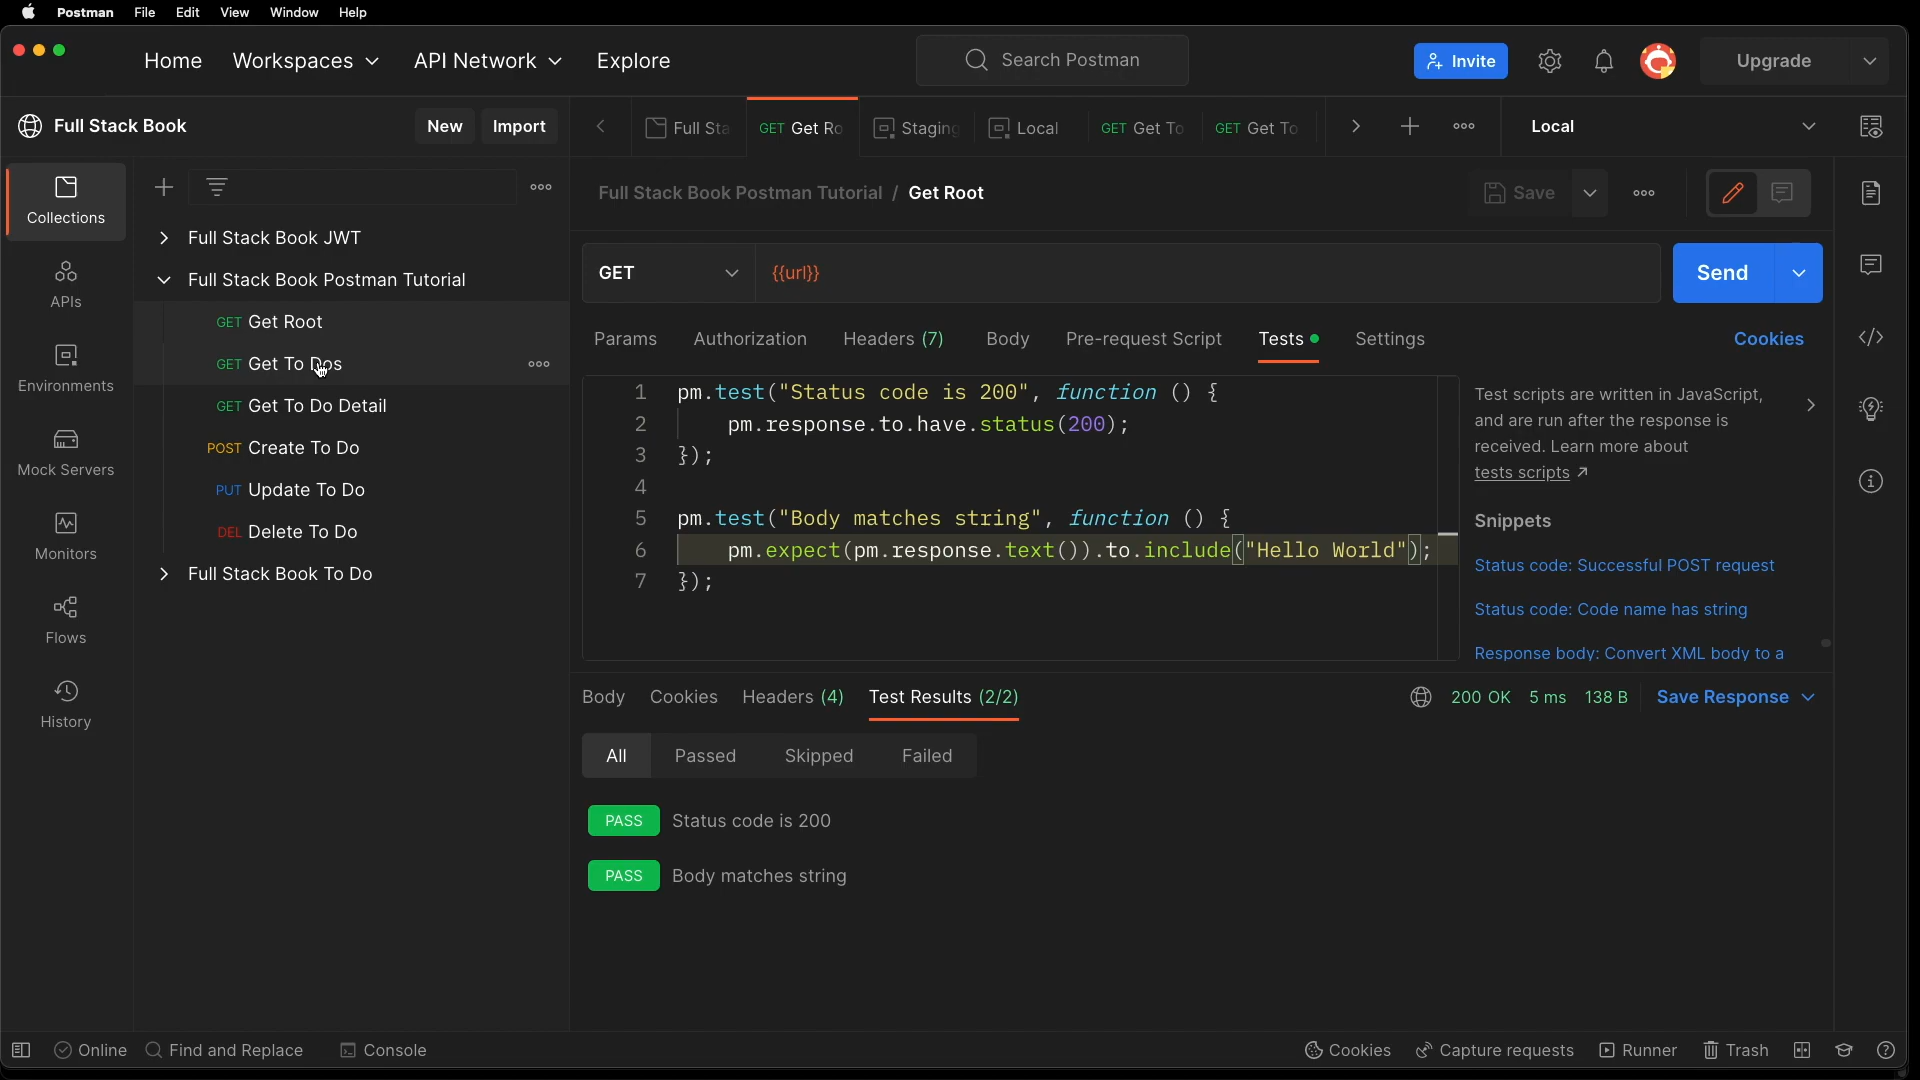 Postman File Edit View Window Help
Home Workspaces API Network Explore Search Postman Invite Upgrade
Full Stack Book New Import
Full Sta GET Get Ro Staging Local GET Get To GET Get To Local
Collections
APIs
Environments
Mock Servers
Monitors
Flows
History
Full Stack Book JWT
Full Stack Book Postman Tutorial
GET Get Root
GET Get To Dos
GET Get To Do Detail
POST Create To Do
PUT Update To Do
DEL Delete To Do
Full Stack Book To Do
Full Stack Book Postman Tutorial / Get Root Save
GET {{url}} Send
Params Authorization Headers (7) Body Pre-request Script Tests Settings Cookies
1 pm.test("Status code is 200", function () {
2 pm.response.to.have.status(200);
3 });
4
5 pm.test("Body matches string", function () {
6 pm.expect(pm.response.text()).to.include("Hello World");
7 });
Test scripts are written in JavaScript,
and are run after the response is
received. Learn more about
tests scripts ↗
Snippets
Status code: Successful POST request
Status code: Code name has string
Response body: Convert XML body to a
Body Cookies Headers (4) Test Results (2/2) 200 OK 5 ms 138 B Save Response
All Passed Skipped Failed
PASS Status code is 200
PASS Body matches string
Online Find and Replace Console Cookies Capture requests Runner Trash